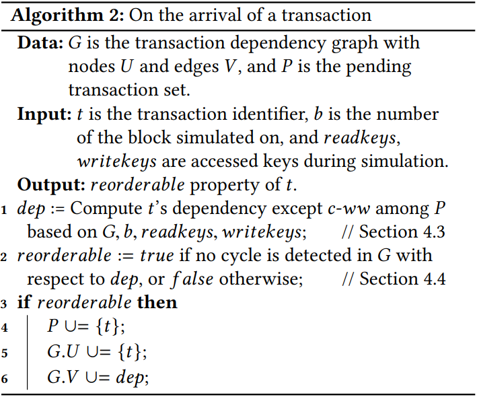 Algorithm 2: On the arrival of a transaction
Data: G is the transaction dependency graph with
nodes U and edges V, and P is the pending
transaction set.
Input: t is the transaction identifier, b is the number
of the block simulated on, and readkeys,
writekeys are accessed keys during simulation.
Output: reorderable property of t.
1 dep := Compute t's dependency except c-ww among P
based on G, b, readkeys, writekeys; // Section 4.3
2 reorderable := true if no cycle is detected in G with
respect to dep, or false otherwise; // Section 4.4
3 if reorderable then
4 P ∪= {t};
5 G.U ∪= {t};
6 G.V ∪= dep;